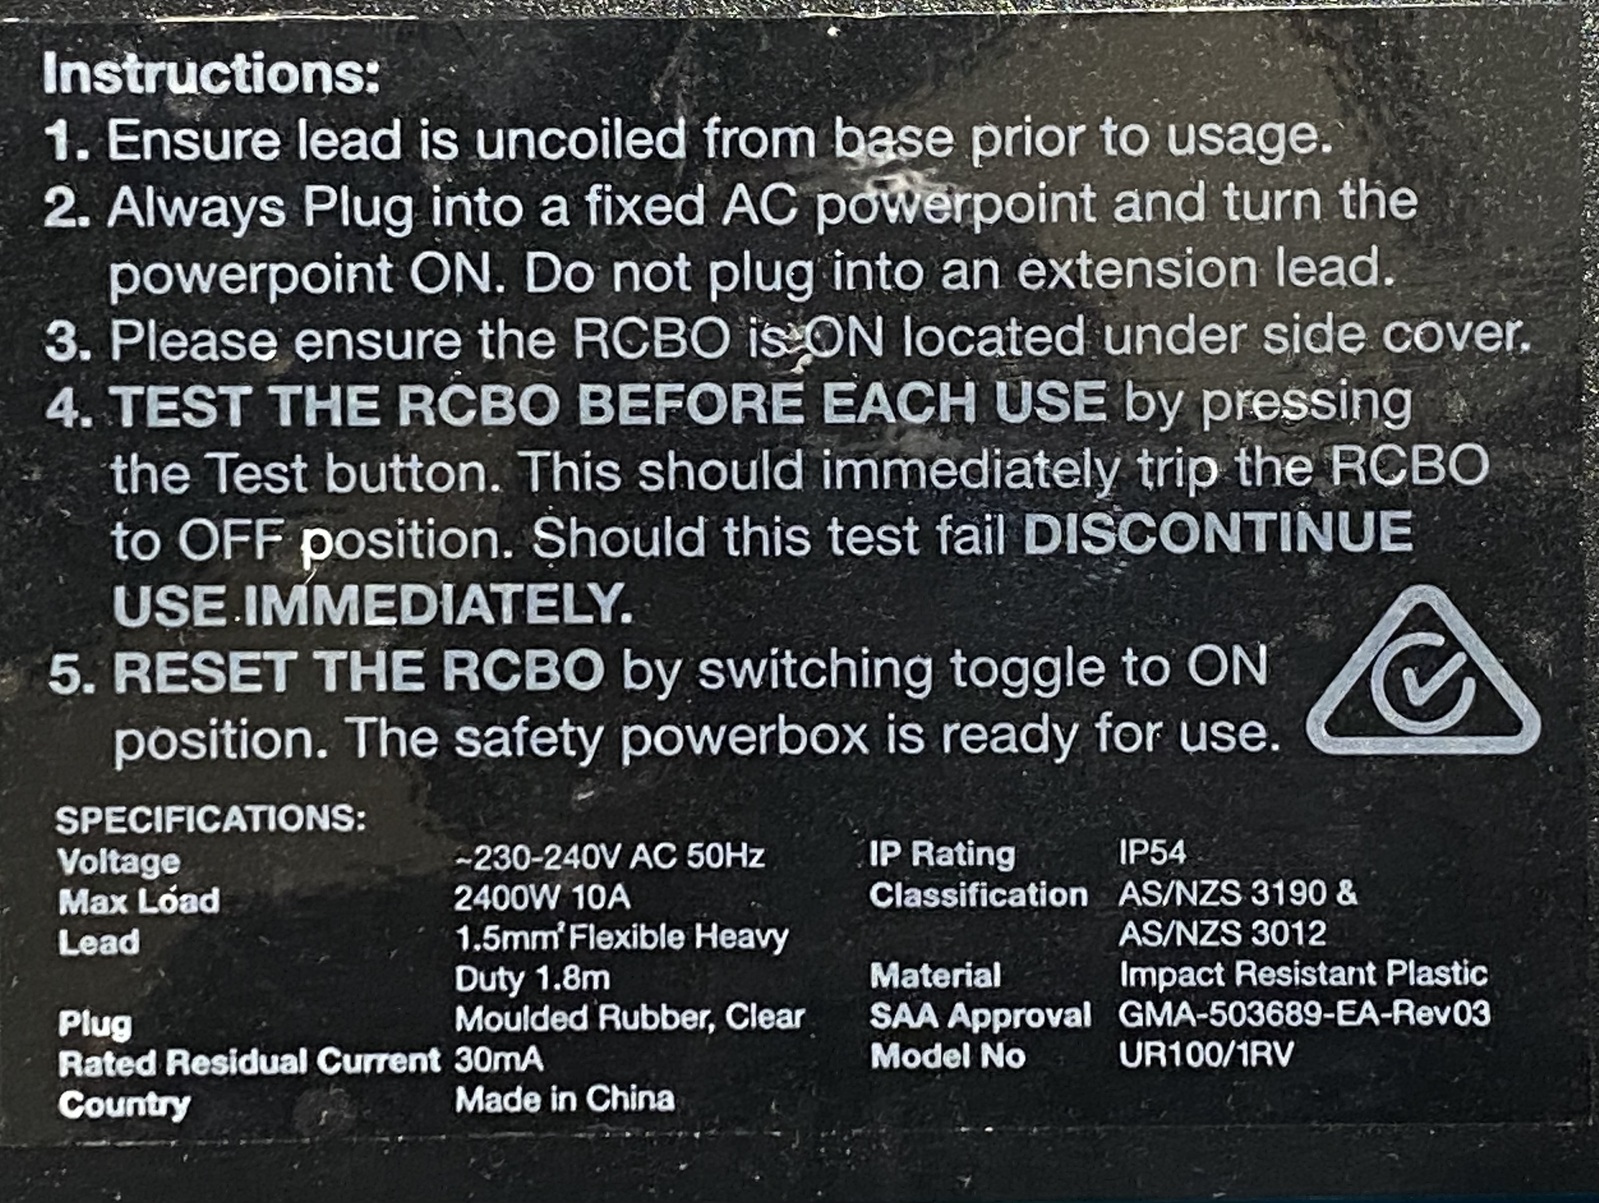 Instructions:
1. Ensure lead is uncoiled from base prior to usage.
2. Always Plug into a fixed AC powerpoint and turn the
powerpoint ON. Do not plug into an extension lead.
3. Please ensure the RCBO is ON located under side cover.
4. TEST THE RCBO BEFORE EACH USE by pressing
the Test button. This should immediately trip the RCBO
to OFF position. Should this test fail DISCONTINUE
USE IMMEDIATELY.
5. RESET THE RCBO by switching toggle to ON
position. The safety powerbox is ready for use.
SPECIFICATIONS:
Voltage ~230-240V AC 50Hz
Max Load 2400W 10A
Lead 1.5mm² Flexible Heavy
Duty 1.8m
Plug Moulded Rubber, Clear
Rated Residual Current 30mA
Country Made in China
IP Rating IP54
Classification AS/NZS 3190 &
AS/NZS 3012
Material Impact Resistant Plastic
SAA Approval GMA-503689-EA-Rev03
Model No UR100/1RV